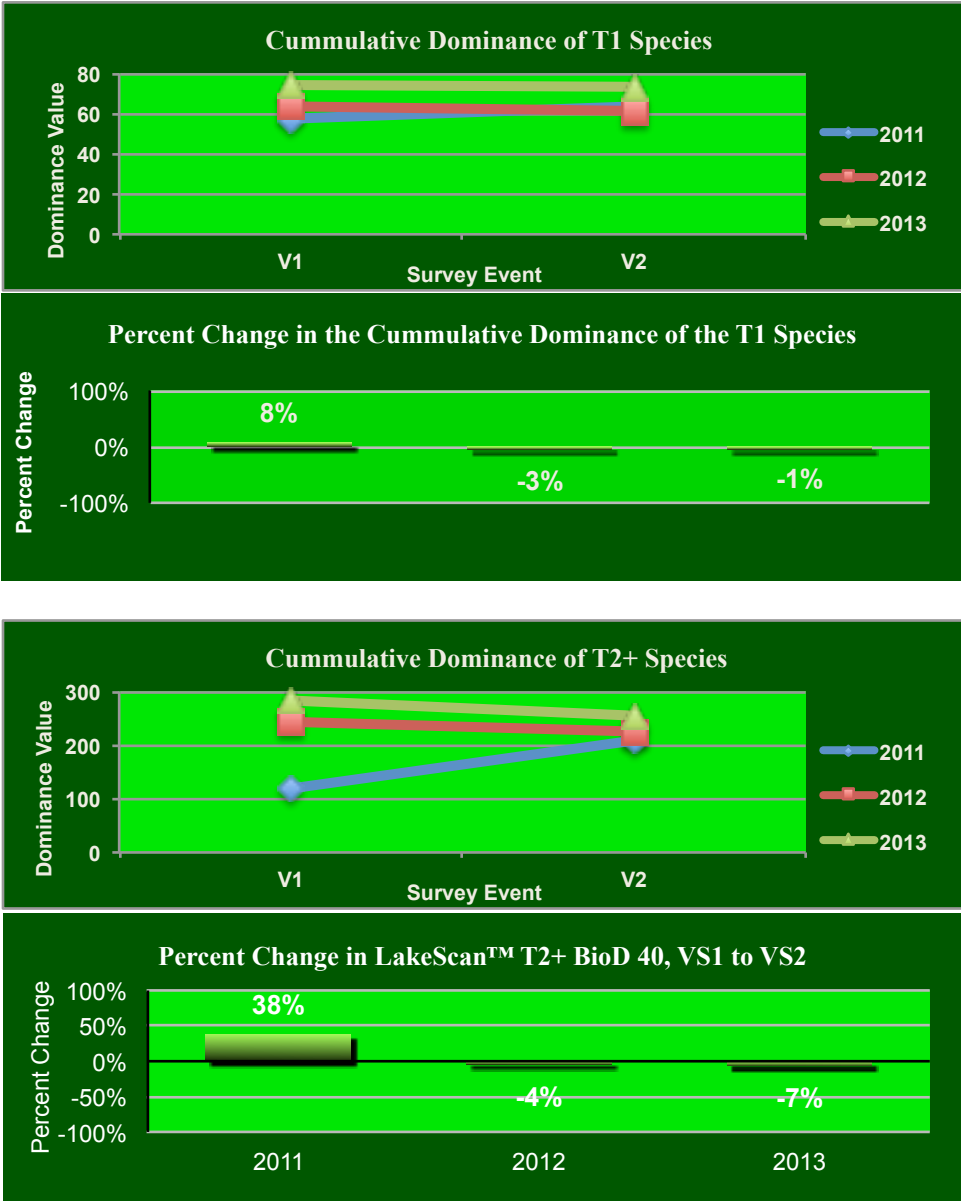 Cummulative Dominance of T1 Species
Dominance Value
80
60
40
20
0
V1
V2
Survey Event
2011
2012
2013
Percent Change in the Cummulative Dominance of the T1 Species
Percent Change
100%
0%
-100%
8%
-3%
-1%
Cummulative Dominance of T2+ Species
Dominance Value
300
200
100
0
V1
V2
Survey Event
2011
2012
2013
Percent Change in LakeScan™ T2+ BioD 40, VS1 to VS2
Percent Change
100%
50%
0%
-50%
-100%
38%
-4%
-7%
2011
2012
2013